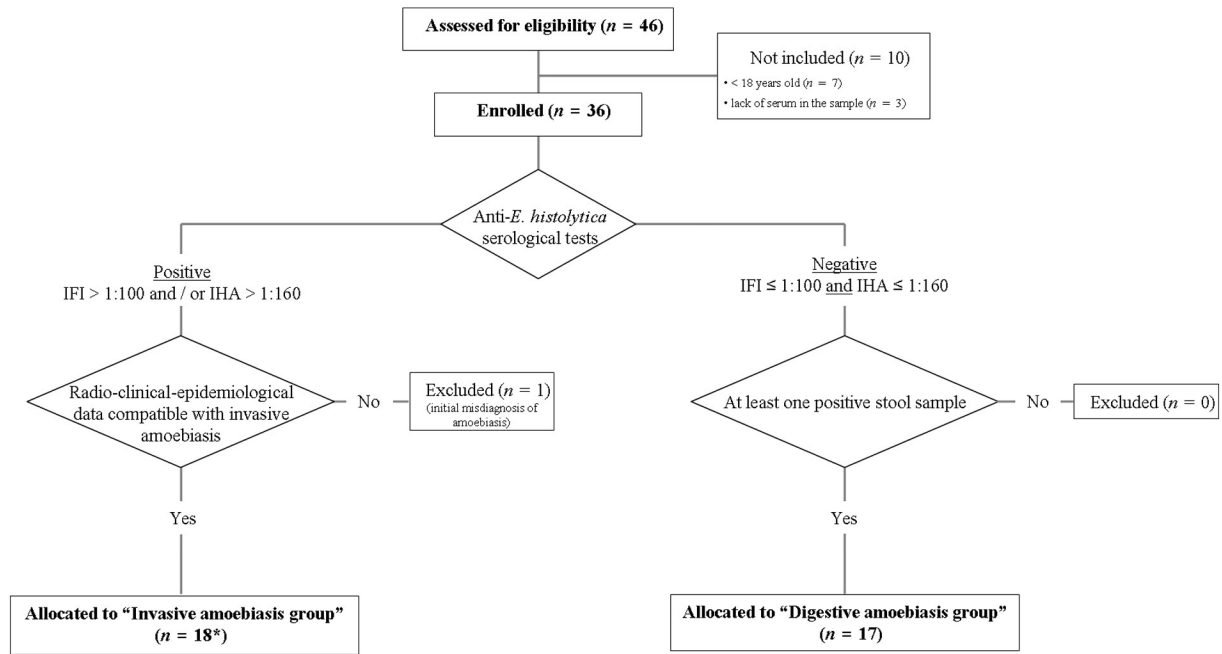 Assessed for eligibility (n = 46)
Not included (n = 10)
• < 18 years old (n = 7)
• lack of serum in the sample (n = 3)
Enrolled (n = 36)
Anti-E. histolytica
serological tests
Positive
IFI > 1:100 and / or IHA > 1:160
Negative
IFI ≤ 1:100 and IHA ≤ 1:160
Radio-clinical-epidemiological
data compatible with invasive
amoebiasis
No
Excluded (n = 1)
(initial misdiagnosis of
amoebiasis)
At least one positive stool sample
No
Excluded (n = 0)
Yes
Yes
Allocated to “Invasive amoebiasis group”
(n = 18*)
Allocated to “Digestive amoebiasis group”
(n = 17)